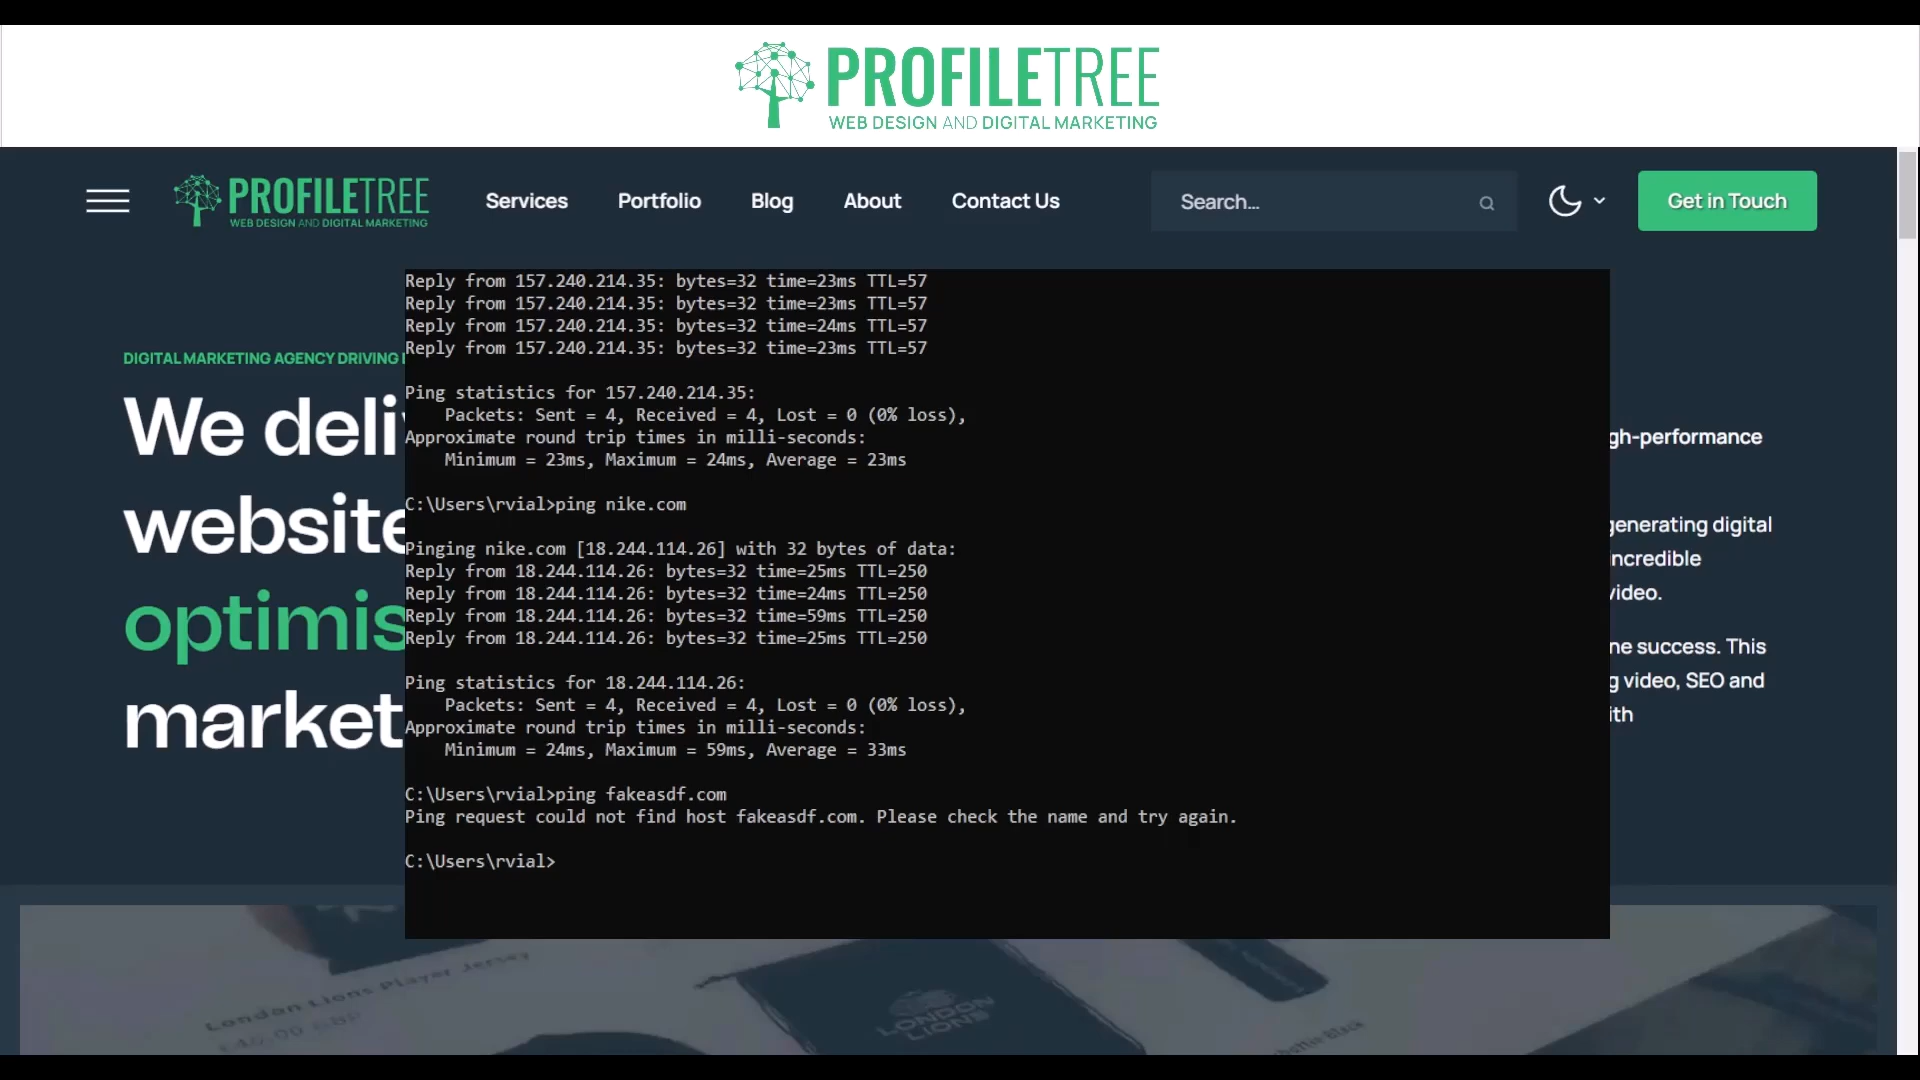 PROFILETREE
WEB DESIGN AND DIGITAL MARKETING
PROFILETREE
WEB DESIGN AND DIGITAL MARKETING
Services
Portfolio
Blog
About
Contact Us
Search...
Get in Touch
DIGITAL MARKETING AGENCY DRIVING
We deli
website
optimis
market
Reply from 157.240.214.35: bytes=32 time=23ms TTL=57
Reply from 157.240.214.35: bytes=32 time=23ms TTL=57
Reply from 157.240.214.35: bytes=32 time=24ms TTL=57
Reply from 157.240.214.35: bytes=32 time=23ms TTL=57
Ping statistics for 157.240.214.35:
Packets: Sent = 4, Received = 4, Lost = 0 (0% loss),
Approximate round trip times in milli-seconds:
Minimum = 23ms, Maximum = 24ms, Average = 23ms
C:\Users\rvial>ping nike.com
Pinging nike.com [18.244.114.26] with 32 bytes of data:
Reply from 18.244.114.26: bytes=32 time=25ms TTL=250
Reply from 18.244.114.26: bytes=32 time=24ms TTL=250
Reply from 18.244.114.26: bytes=32 time=59ms TTL=250
Reply from 18.244.114.26: bytes=32 time=25ms TTL=250
Ping statistics for 18.244.114.26:
Packets: Sent = 4, Received = 4, Lost = 0 (0% loss),
Approximate round trip times in milli-seconds:
Minimum = 24ms, Maximum = 59ms, Average = 33ms
C:\Users\rvial>ping fakeasdf.com
Ping request could not find host fakeasdf.com. Please check the name and try again.
C:\Users\rvial>
gh-performance
generating digital
ncredible
video.
ne success. This
g video, SEO and
ith
London Lions Player Jersey
LONDON
LIONS